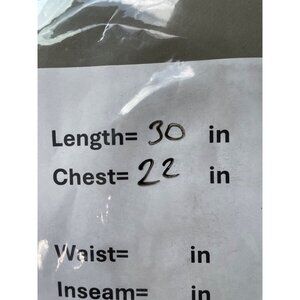 Length= 30 in
Chest= 22 in
Waist= in
Inseam= in